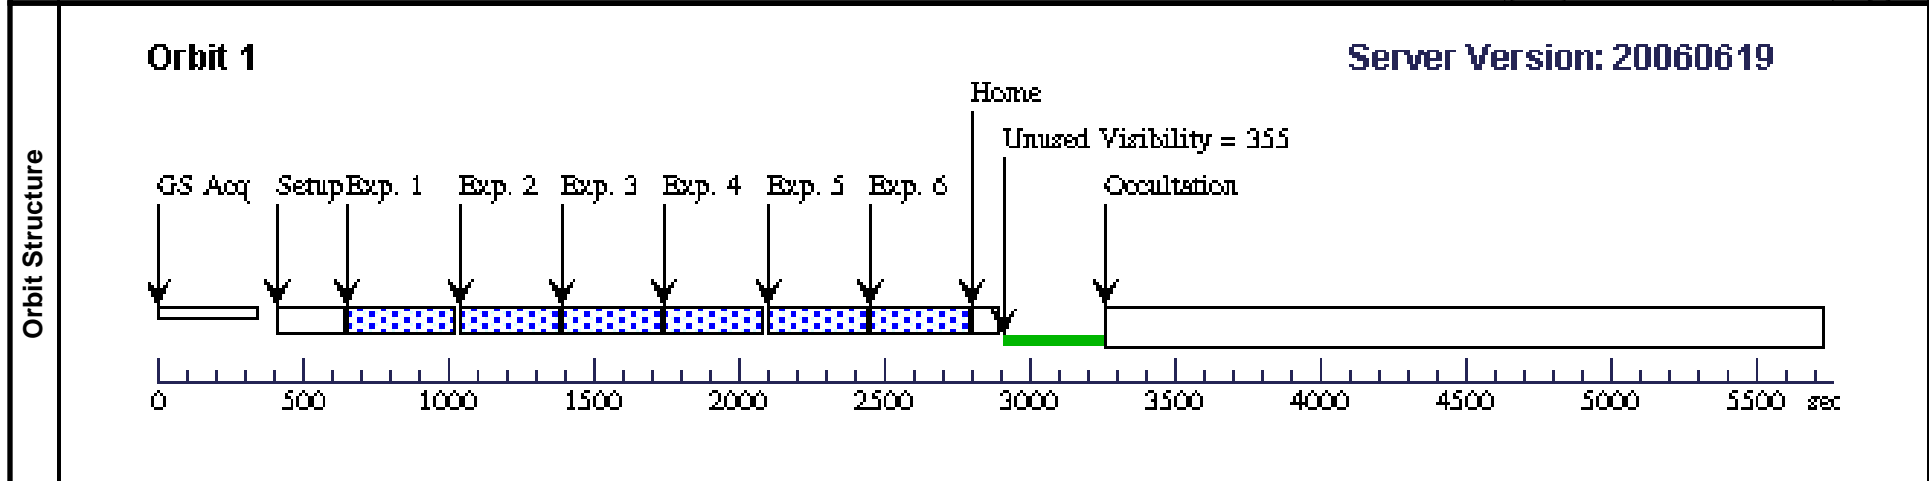 Orbit Structure
Orbit 1
Server Version: 20060619
Home
Unused Visibility = 355
GS Acq
Setup
Exp. 1
Exp. 2
Exp. 3
Exp. 4
Exp. 5
Exp. 6
Occultation
0 500 1000 1500 2000 2500 3000 3500 4000 4500 5000 5500 sec